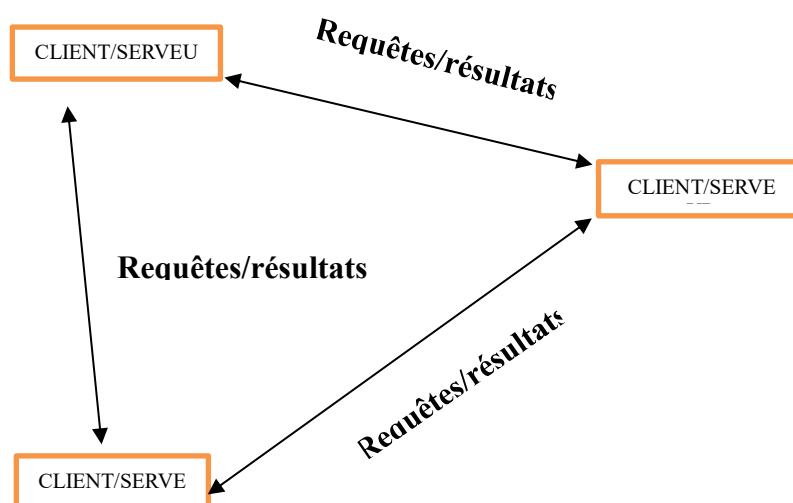 Requêtes/résultats
CLIENT/SERVEU
CLIENT/SERVE
Requêtes/résultats
Requêtes/résultats
CLIENT/SERVE